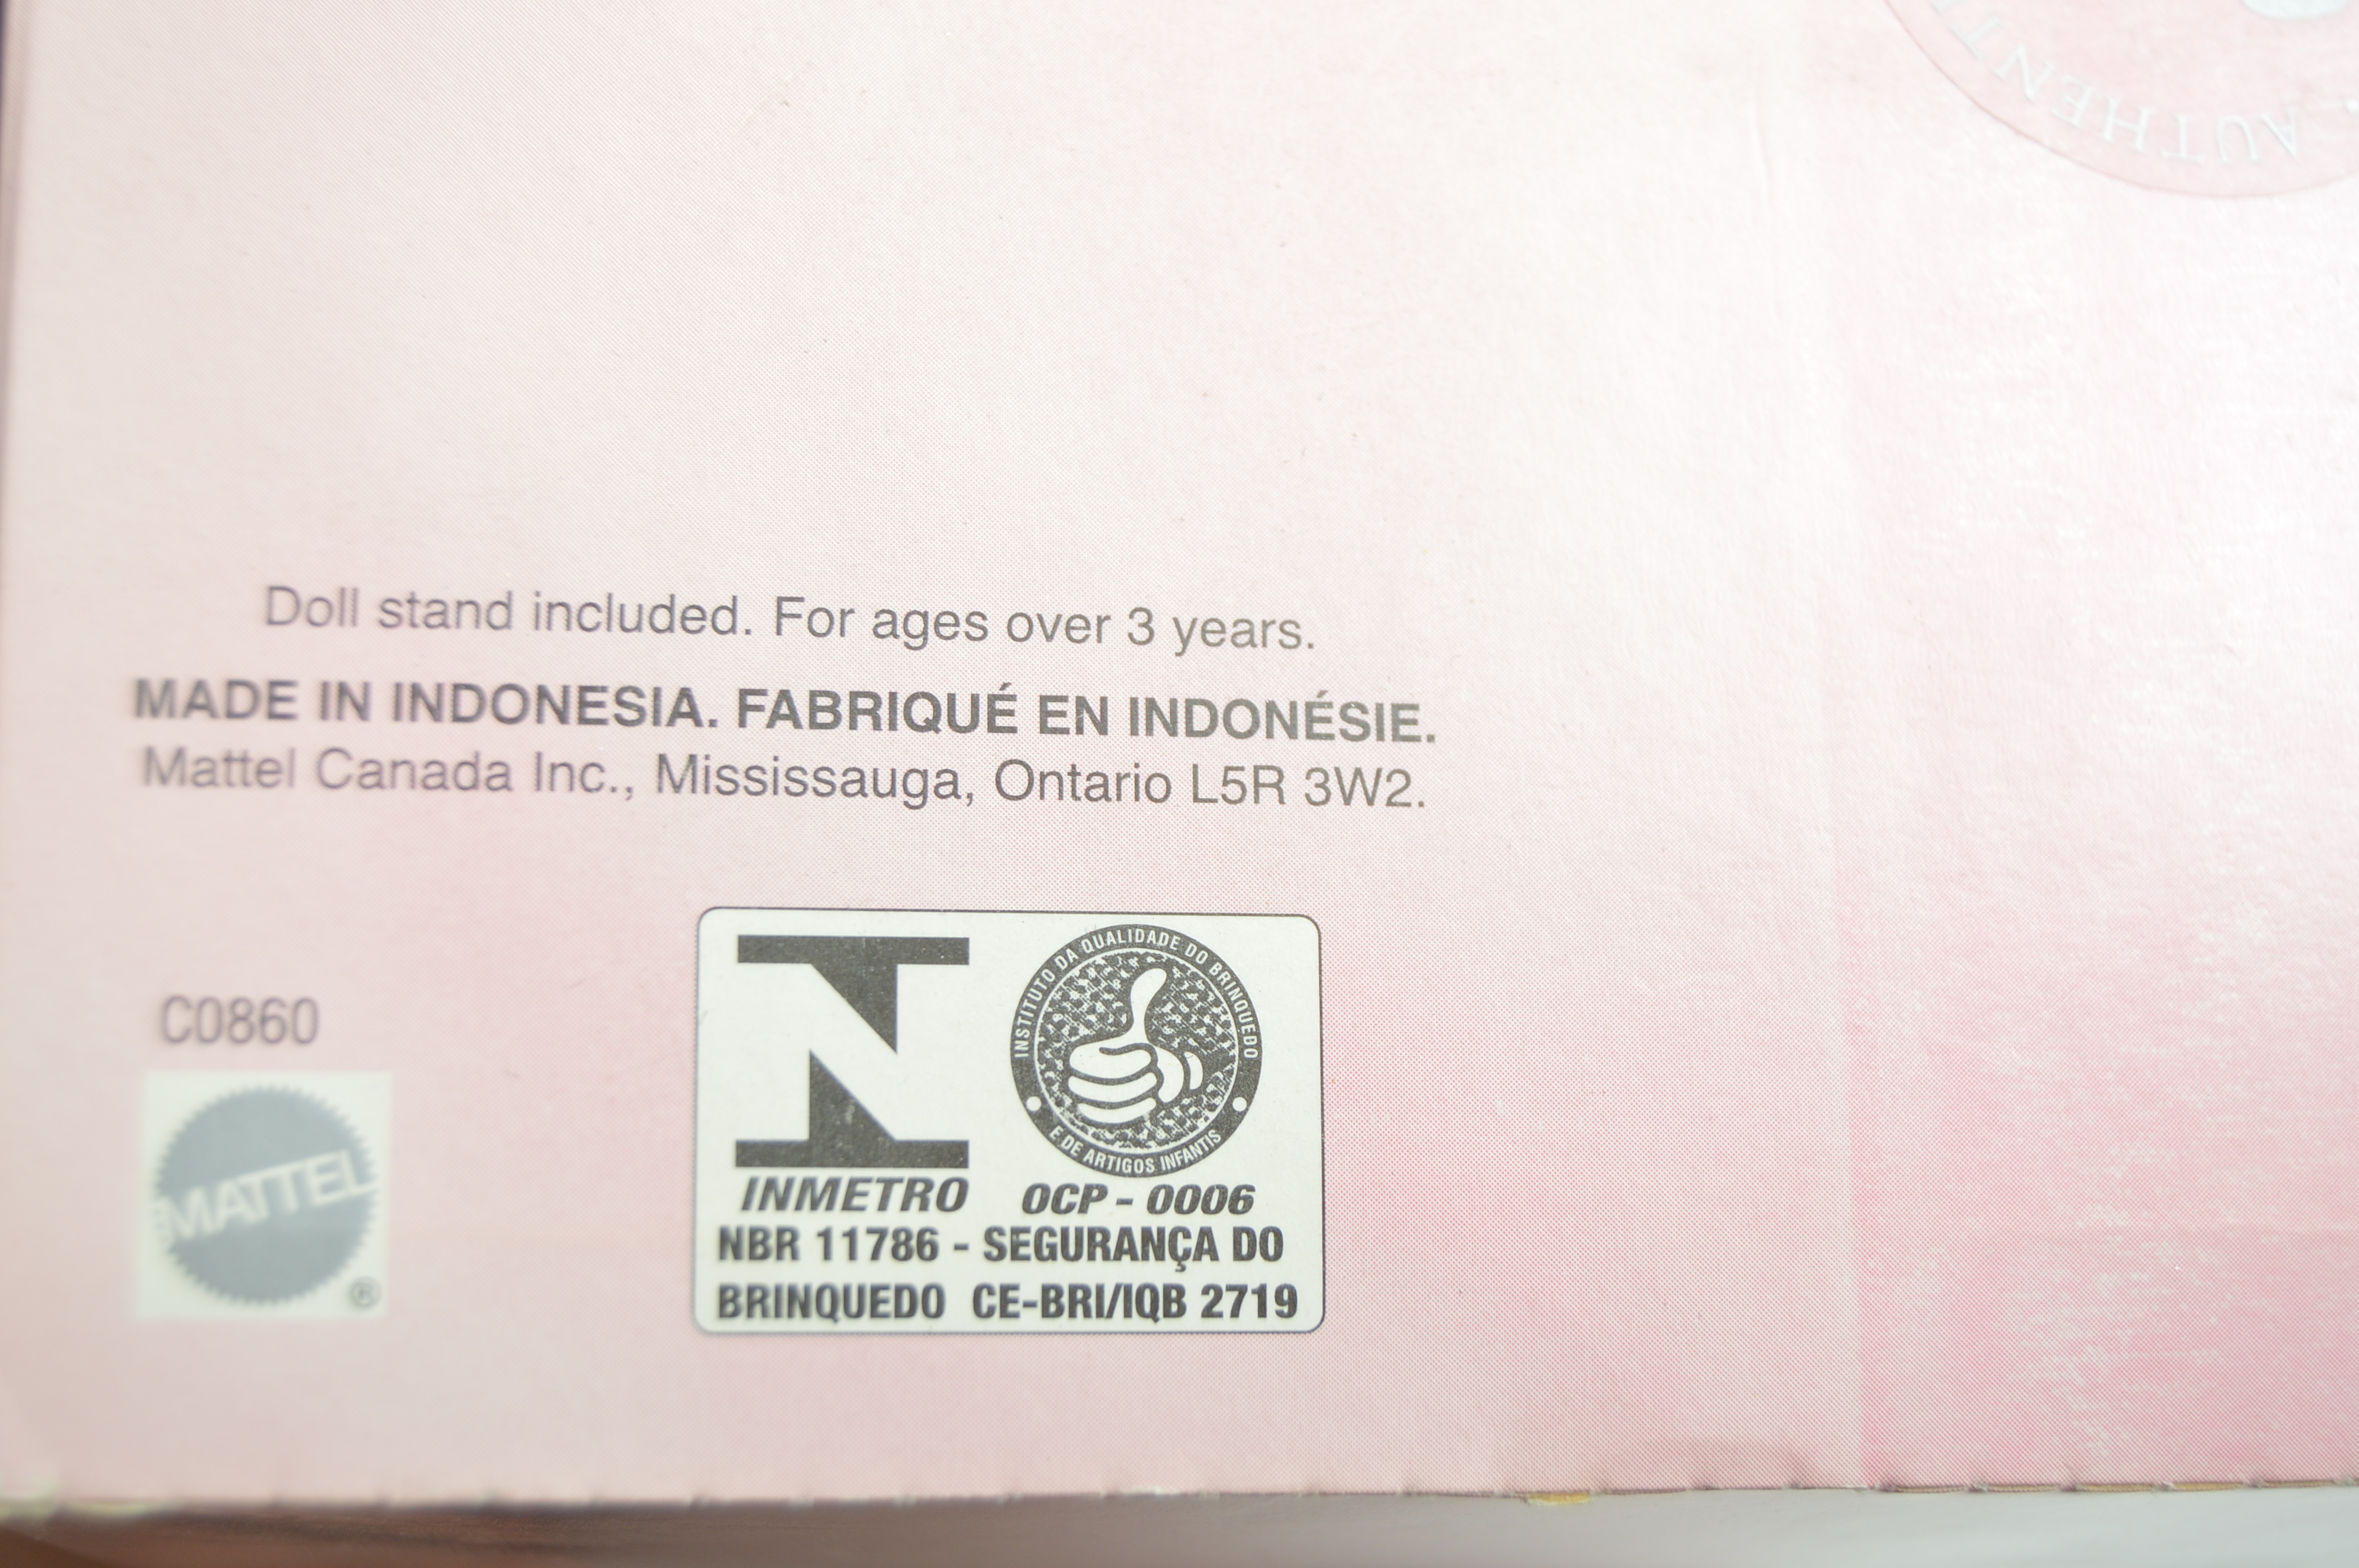 AUTHENT
Doll stand included. For ages over 3 years.
MADE IN INDONESIA. FABRIQUÉ EN INDONÉSIE.
Mattel Canada Inc., Mississauga, Ontario L5R 3W2.
C0860
MATTEL
®
INSTITUTO DA QUALIDADE DO BRINQUEDO
E DE ARTIGOS INFANTIS
INMETRO OCP - 0006
NBR 11786 - SEGURANÇA DO
BRINQUEDO CE-BRI/IQB 2719